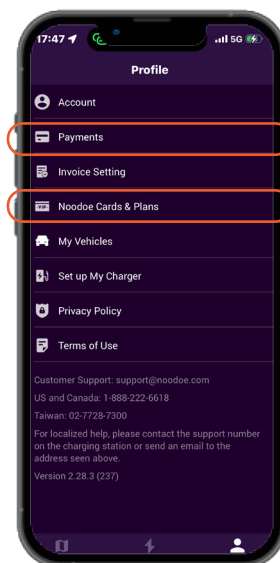 17:47
5G
Profile
Account
Payments
Invoice Setting
VIP
Noodoe Cards & Plans
My Vehicles
Set up My Charger
Privacy Policy
Terms of Use
Customer Support: support@noodoe.com
US and Canada: 1-888-222-6618
Taiwan: 02-7728-7300
For localized help, please contact the support number
on the charging station or send an email to the
address seen above.
Version 2.28.3 (237)